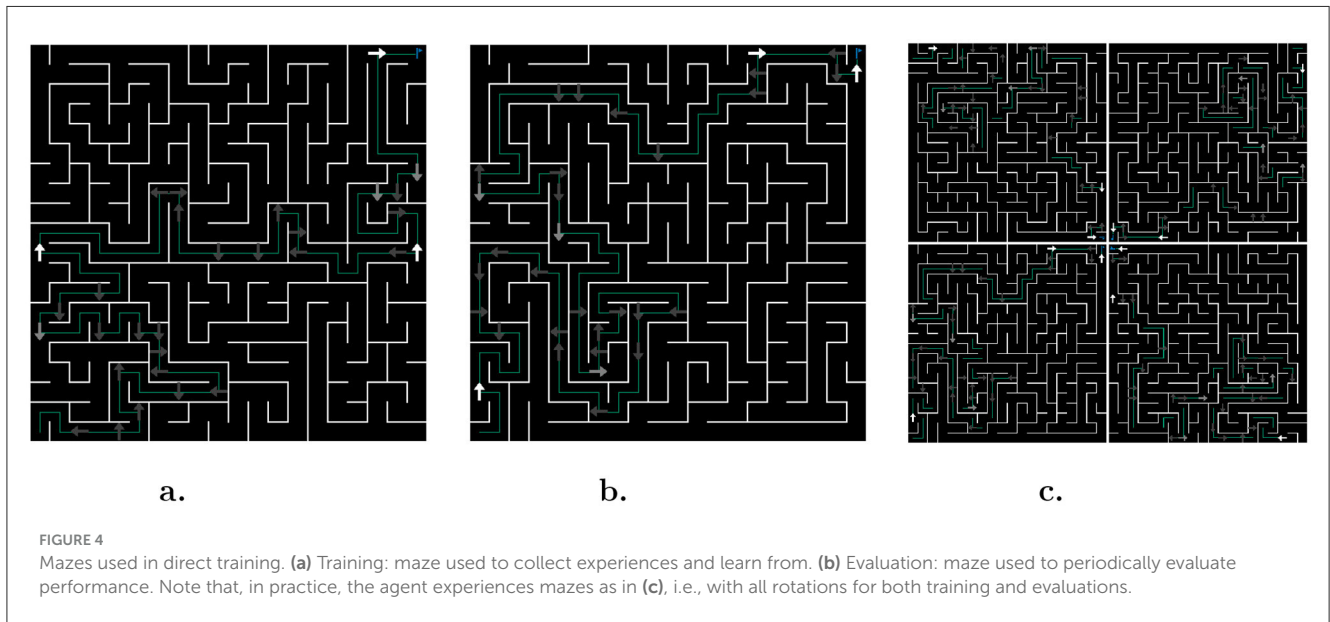 a.
b.
c.
FIGURE 4
Mazes used in direct training. (a) Training: maze used to collect experiences and learn from. (b) Evaluation: maze used to periodically evaluate
performance. Note that, in practice, the agent experiences mazes as in (c), i.e., with all rotations for both training and evaluations.